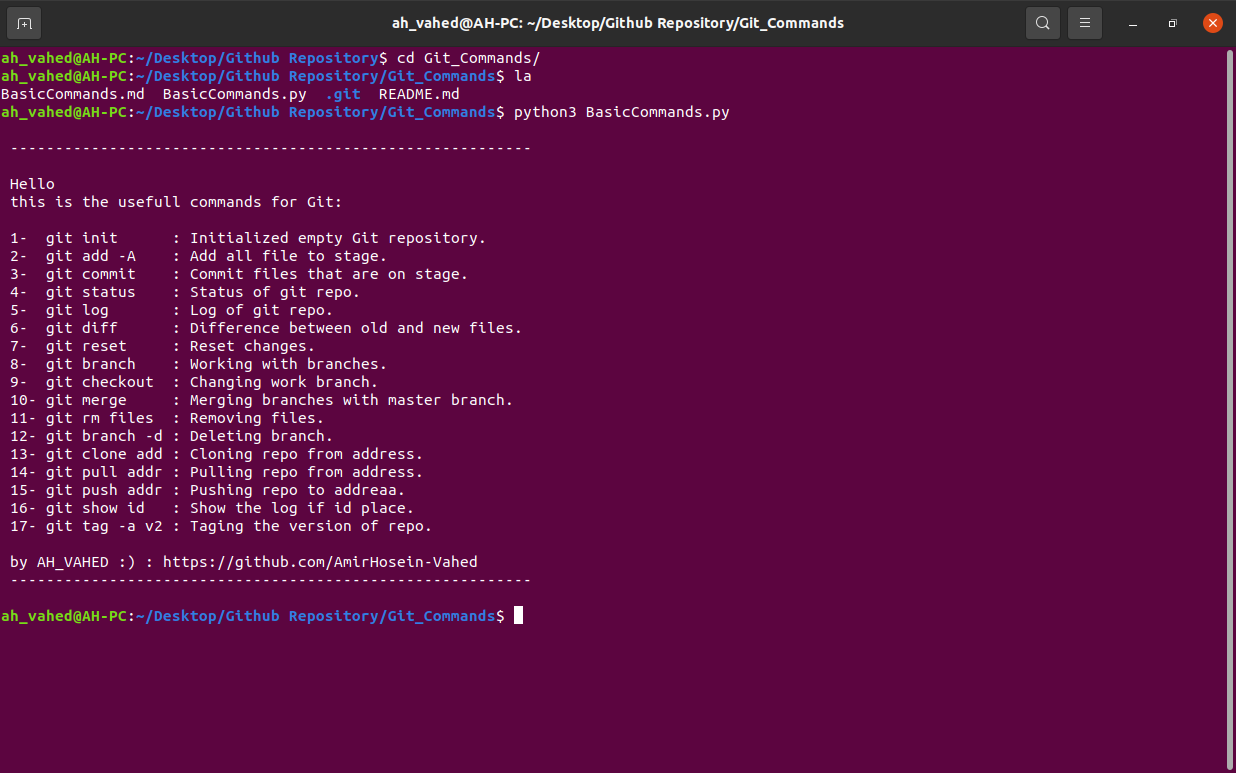 ah_vahed@AH-PC: ~/Desktop/Github Repository/Git_Commands
ah_vahed@AH-PC:~/Desktop/Github Repository$ cd Git_Commands/
ah_vahed@AH-PC:~/Desktop/Github Repository/Git_Commands$ la
BasicCommands.md  BasicCommands.py  .git  README.md
ah_vahed@AH-PC:~/Desktop/Github Repository/Git_Commands$ python3 BasicCommands.py
----------------------------------------------------------
Hello
this is the usefull commands for Git:
1-  git init      : Initialized empty Git repository.
2-  git add -A    : Add all file to stage.
3-  git commit    : Commit files that are on stage.
4-  git status    : Status of git repo.
5-  git log       : Log of git repo.
6-  git diff      : Difference between old and new files.
7-  git reset     : Reset changes.
8-  git branch    : Working with branches.
9-  git checkout  : Changing work branch.
10- git merge     : Merging branches with master branch.
11- git rm files  : Removing files.
12- git branch -d : Deleting branch.
13- git clone add : Cloning repo from address.
14- git pull addr : Pulling repo from address.
15- git push addr : Pushing repo to addreaa.
16- git show id   : Show the log if id place.
17- git tag -a v2 : Taging the version of repo.
by AH_VAHED :) : https://github.com/AmirHosein-Vahed
----------------------------------------------------------
ah_vahed@AH-PC:~/Desktop/Github Repository/Git_Commands$